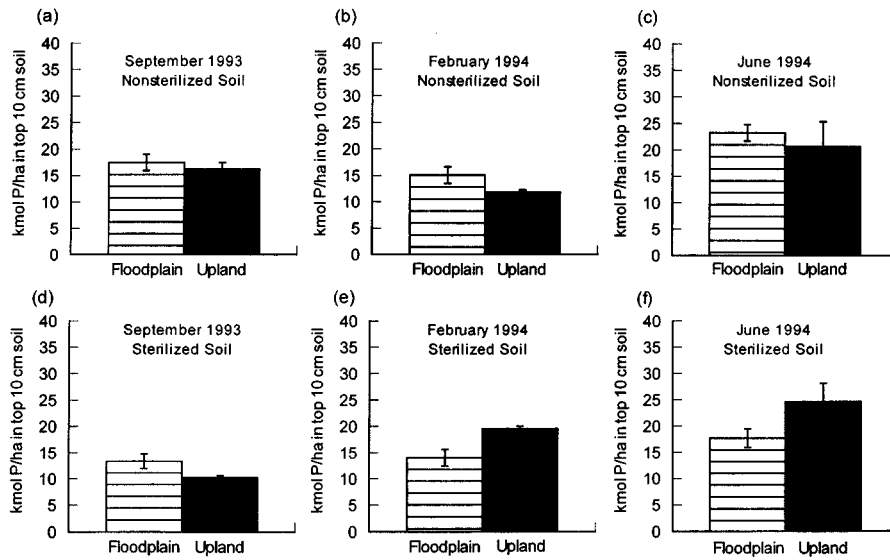 (a)
September 1993
Nonsterilized Soil
kmol P/ha in top 10 cm soil
40
35
30
25
20
15
10
5
0
Floodplain Upland
(b)
February 1994
Nonsterilized Soil
kmol P/ha in top 10 cm soil
40
35
30
25
20
15
10
5
0
Floodplain Upland
(c)
June 1994
Nonsterilized Soil
kmol P/ha in top 10 cm soil
40
35
30
25
20
15
10
5
0
Floodplain Upland
(d)
September 1993
Sterilized Soil
kmol P/ha in top 10 cm soil
40
35
30
25
20
15
10
5
0
Floodplain Upland
(e)
February 1994
Sterilized Soil
kmol P/ha in top 10 cm soil
40
35
30
25
20
15
10
5
0
Floodplain Upland
(f)
June 1994
Sterilized Soil
kmol P/ha in top 10 cm soil
40
35
30
25
20
15
10
5
0
Floodplain Upland